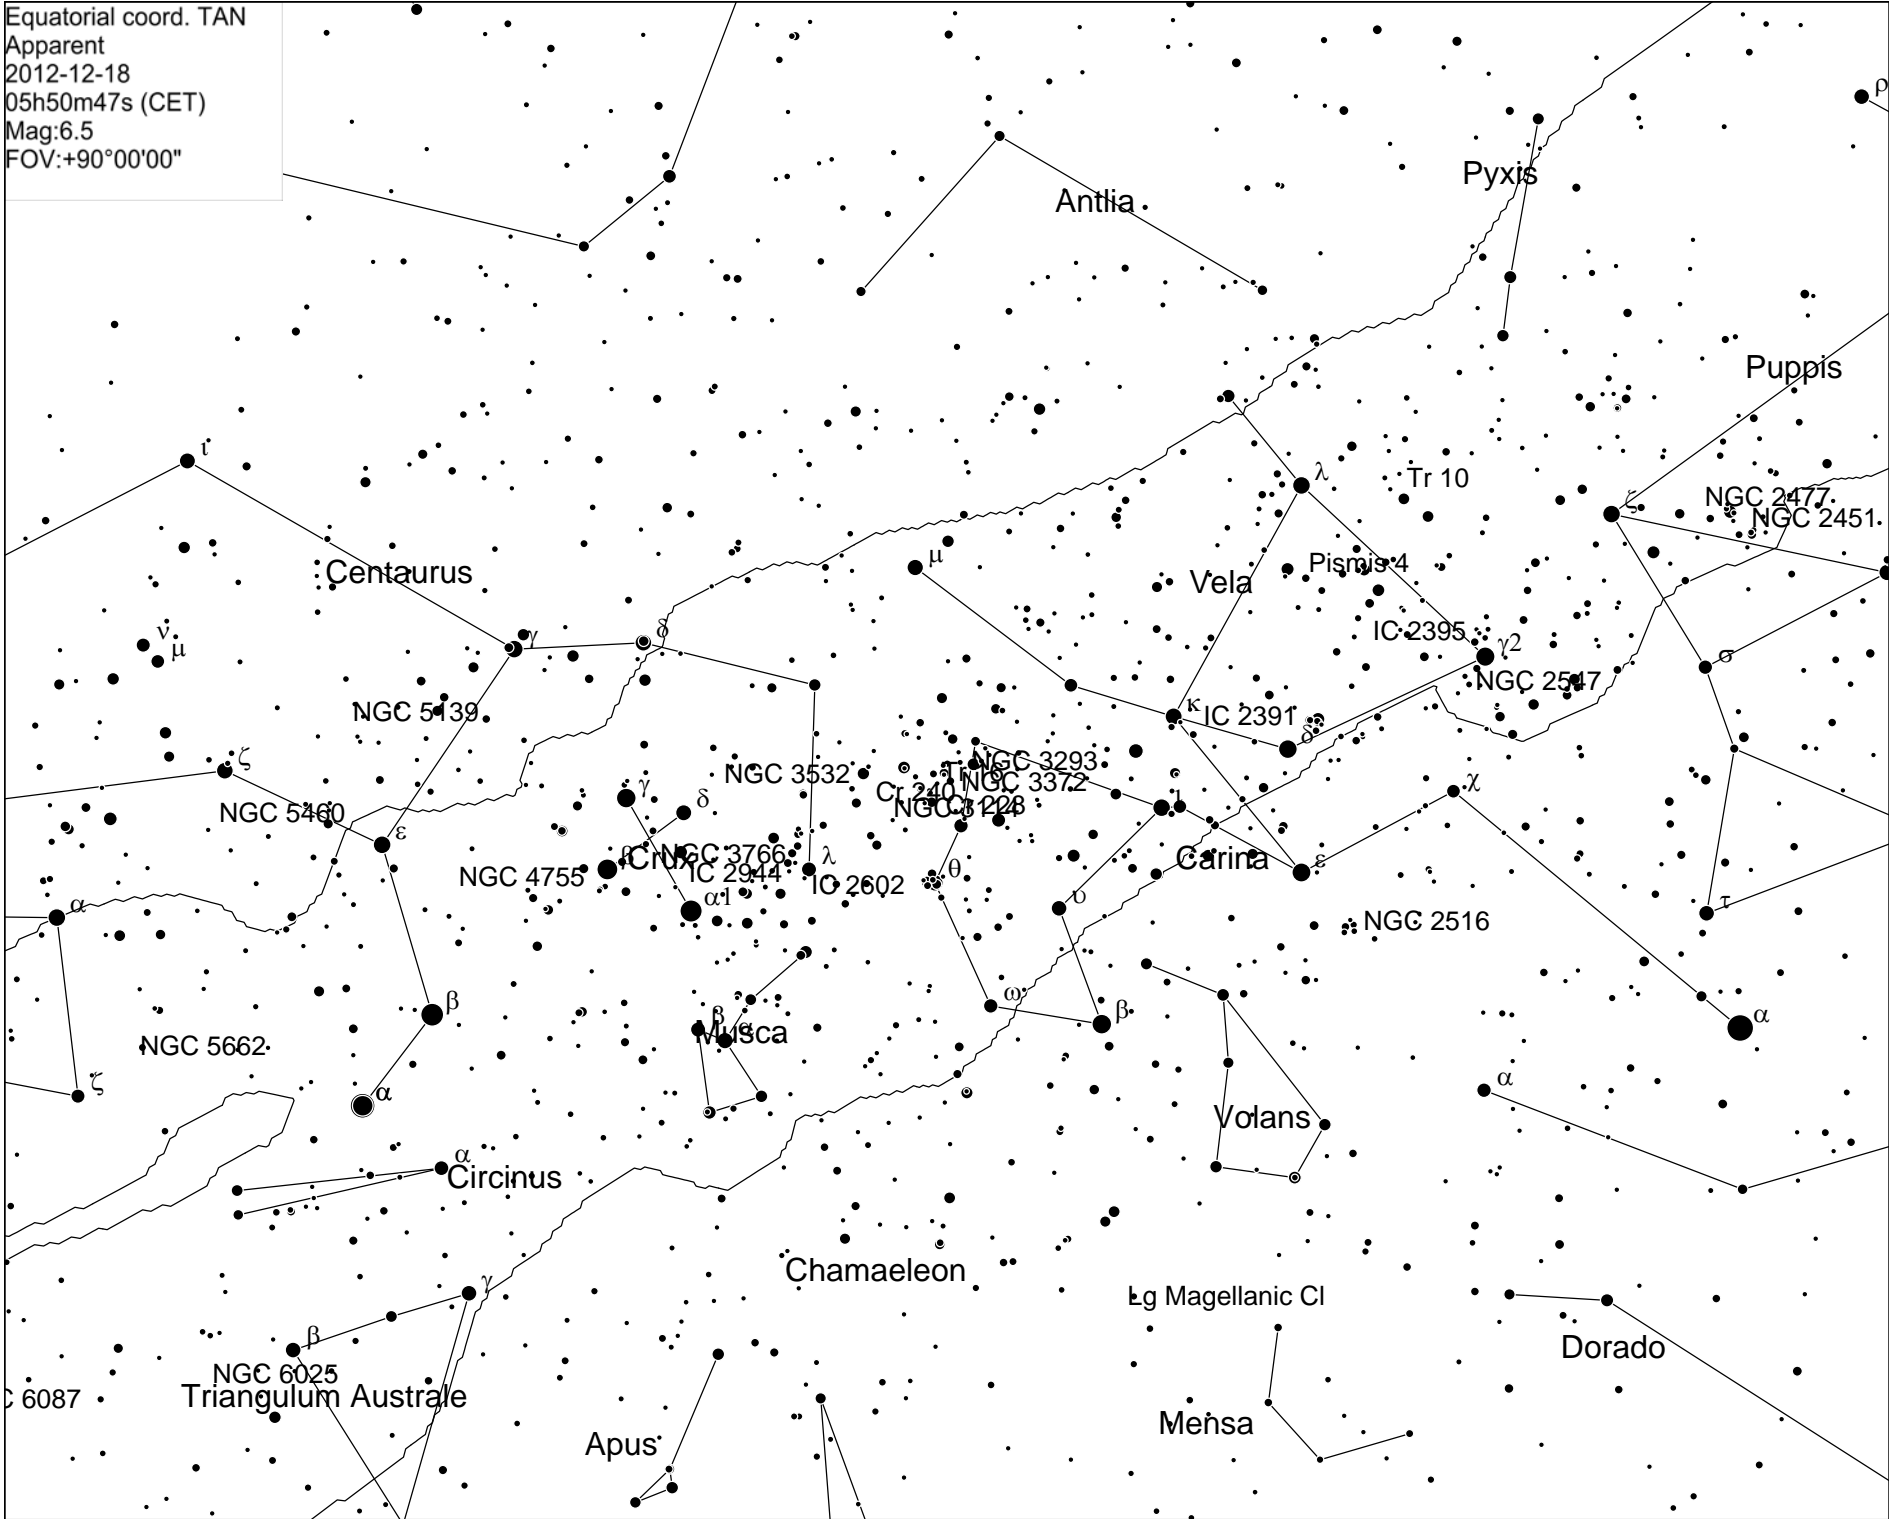 Equatorial coord. TAN
Apparent
2012-12-18
05h50m47s (CET)
Mag:6.5
FOV:+90°00'00"
ρ
Pyxis
Antlia
Puppis
ι
λ
Tr 10
ζ
NGC 2477
NGC 2451
Centaurus
μ
Pismis 4
Vela
ν
μ
γ
δ
IC 2395
γ2
σ
NGC 2547
NGC 5139
κ
IC 2391
δ
ζ
NGC 3532
NGC 3293
NGC 3372
χ
γ
δ
Cr 240
NGC 3114
ι
NGC 5460
ε
β
Crux
NGC 3766
λ
Carina
ε
NGC 4755
IC 2944
IC 2602
θ
α
α1
υ
τ
NGC 2516
β
ω
β
α
β
α
Musca
NGC 5662
ζ
α
α
Volans
α
Circinus
Chamaeleon
γ
Lg Magellanic Cl
β
Dorado
NGC 6025
Triangulum Australe
C 6087
Mensa
Apus